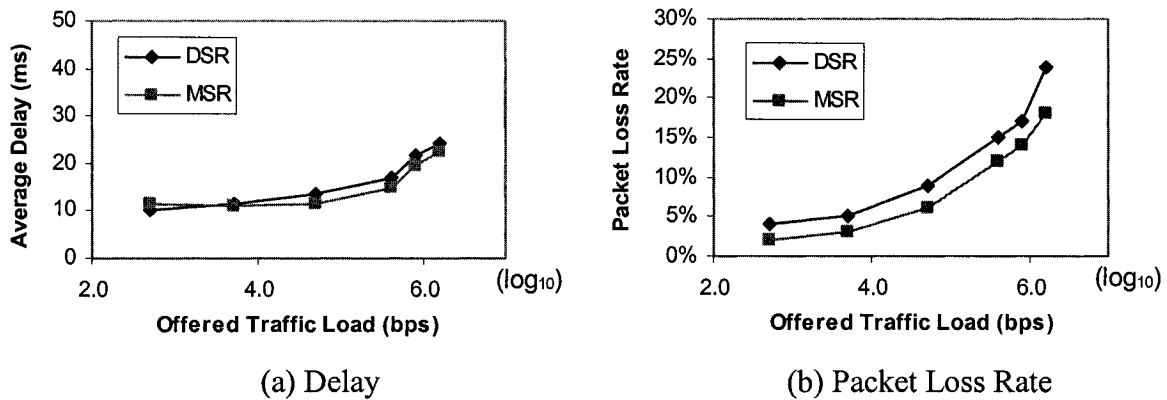 50
40
30
20
10
0
Average Delay (ms)
DSR
MSR
2.0 4.0 6.0 (log₁₀)
Offered Traffic Load (bps)
(a) Delay
30%
25%
20%
15%
10%
5%
0%
Packet Loss Rate
DSR
MSR
2.0 4.0 6.0 (log₁₀)
Offered Traffic Load (bps)
(b) Packet Loss Rate